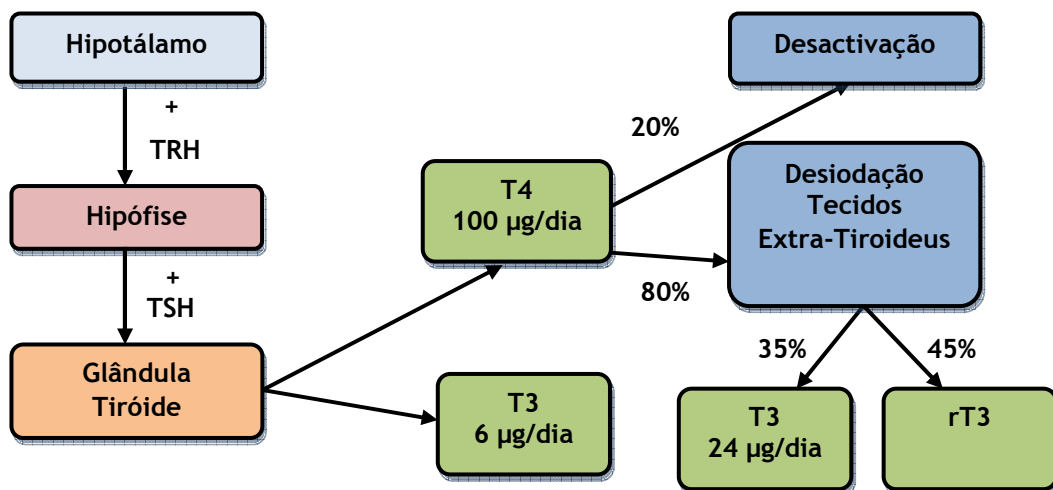 Hipotálamo
+
TRH
Hipófise
+
TSH
Glândula
Tiróide
T4
100 µg/dia
T3
6 µg/dia
20%
80%
Desactivação
Desiodação
Tecidos
Extra-Tiroideus
35%
45%
T3
24 µg/dia
rT3